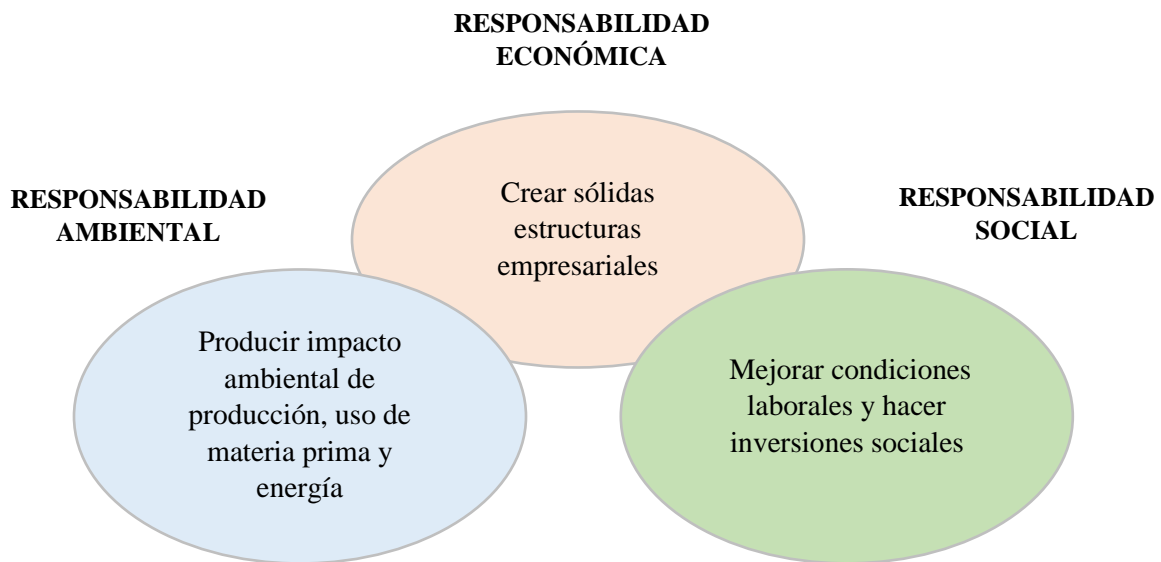 RESPONSABILIDAD
ECONÓMICA
RESPONSABILIDAD
AMBIENTAL
RESPONSABILIDAD
SOCIAL
Crear sólidas
estructuras
empresariales
Producir impacto
ambiental de
producción, uso de
materia prima y
energía
Mejorar condiciones
laborales y hacer
inversiones sociales